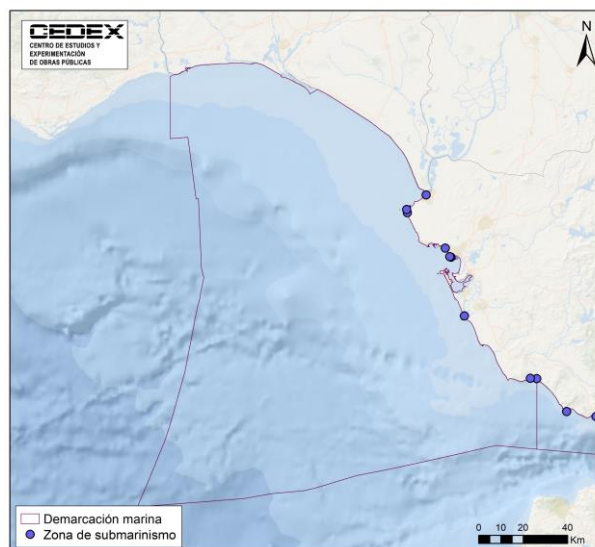 CEDEX
CENTRO DE ESTUDIOS Y
EXPERIMENTACIÓN
DE OBRAS PÚBLICAS
N
Demarcación marina
Zona de submarinismo
0 10 20 40
Km